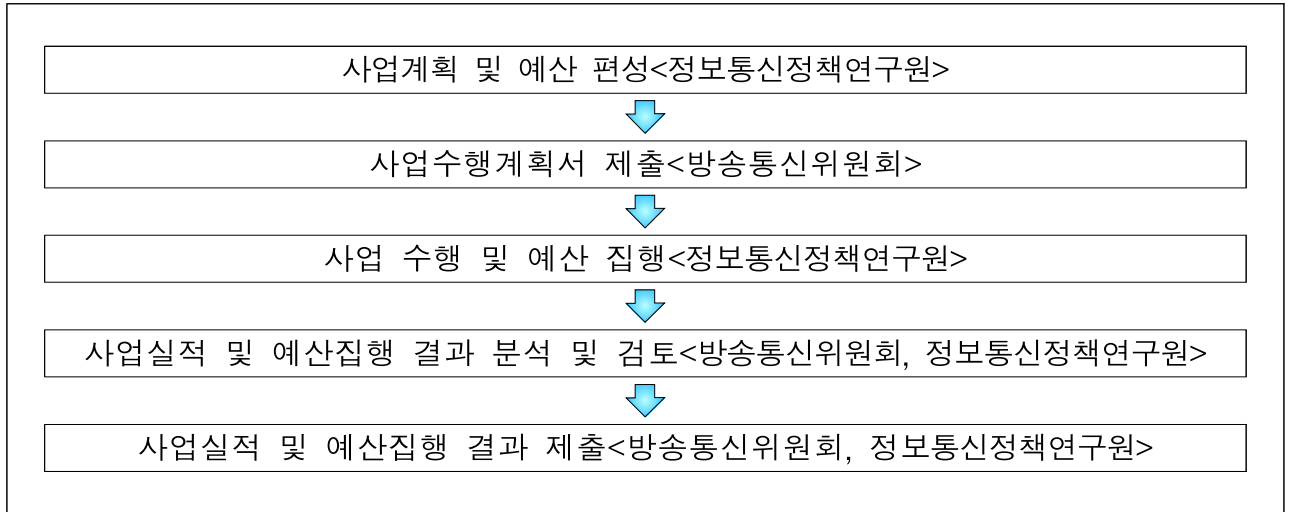 사업계획 및 예산 편성<정보통신정책연구원>
사업수행계획서 제출<방송통신위원회>
사업 수행 및 예산 집행<정보통신정책연구원>
사업실적 및 예산집행 결과 분석 및 검토<방송통신위원회, 정보통신정책연구원>
사업실적 및 예산집행 결과 제출<방송통신위원회, 정보통신정책연구원>